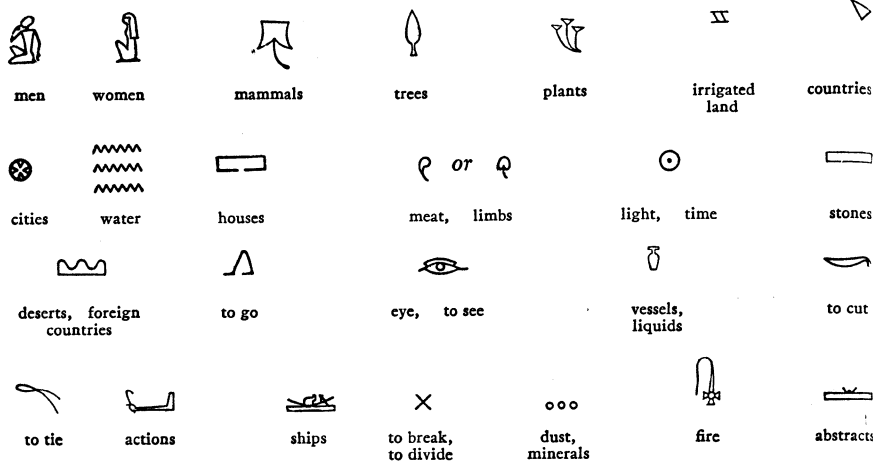 men women mammals trees plants irrigated land countries
cities water houses or meat, limbs light, time stones
deserts, foreign countries to go eye, to see vessels, liquids to cut
to tie actions ships to break, to divide dust, minerals fire abstracts